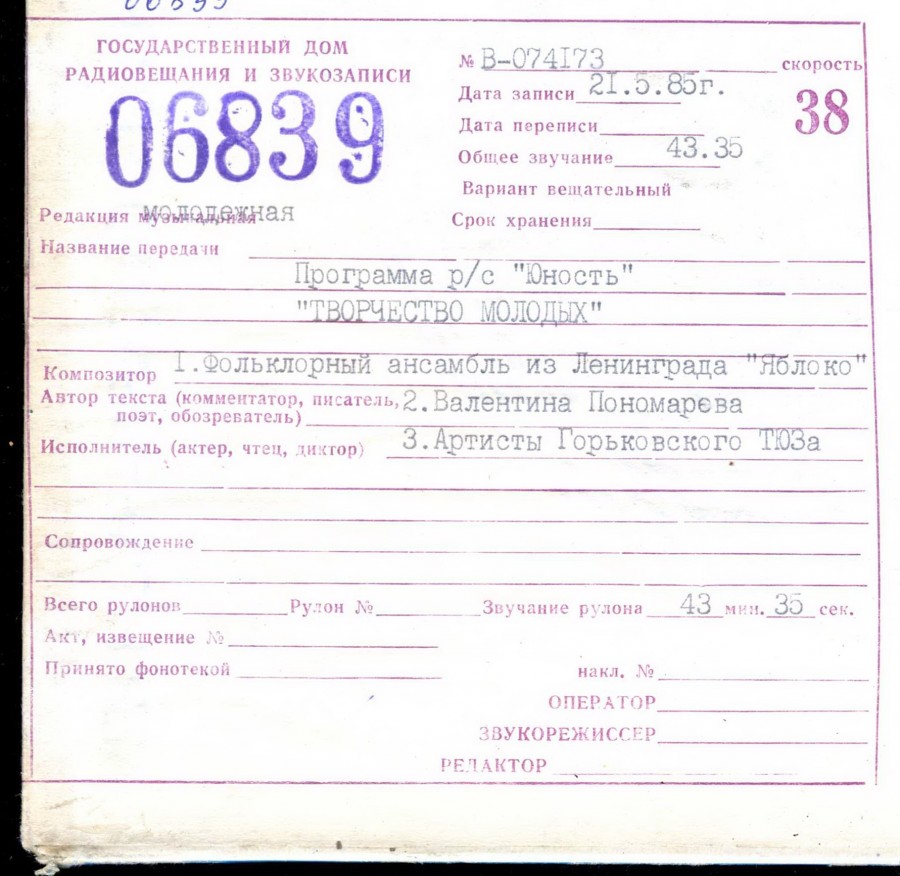 06839
ГОСУДАРСТВЕННЫЙ ДОМ
РАДИОВЕЩАНИЯ И ЗВУКОЗАПИСИ
06839
№ В-074173 скорость
38
Дата записи 21.5.85г.
Дата переписи
Общее звучание 43.35
Вариант вещательный
Редакция музыкальная молодежная
Срок хранения
Название передачи
Программа р/с "Юность"
"ТВОРЧЕСТВО МОЛОДЫХ"
Композитор 1.Фольклорный ансамбль из Ленинграда "Яблоко"
Автор текста (комментатор, писатель, 2.Валентина Пономарева
поэт, обозреватель)
Исполнитель (актер, чтец, диктор) 3.Артисты Горьковского ТЮЗа
Сопровождение
Всего рулонов Рулон № Звучание рулона 43 мин. 35 сек.
Акт, извещение №
Принято фонотекой накл. №
ОПЕРАТОР
ЗВУКОРЕЖИССЕР
РЕДАКТОР